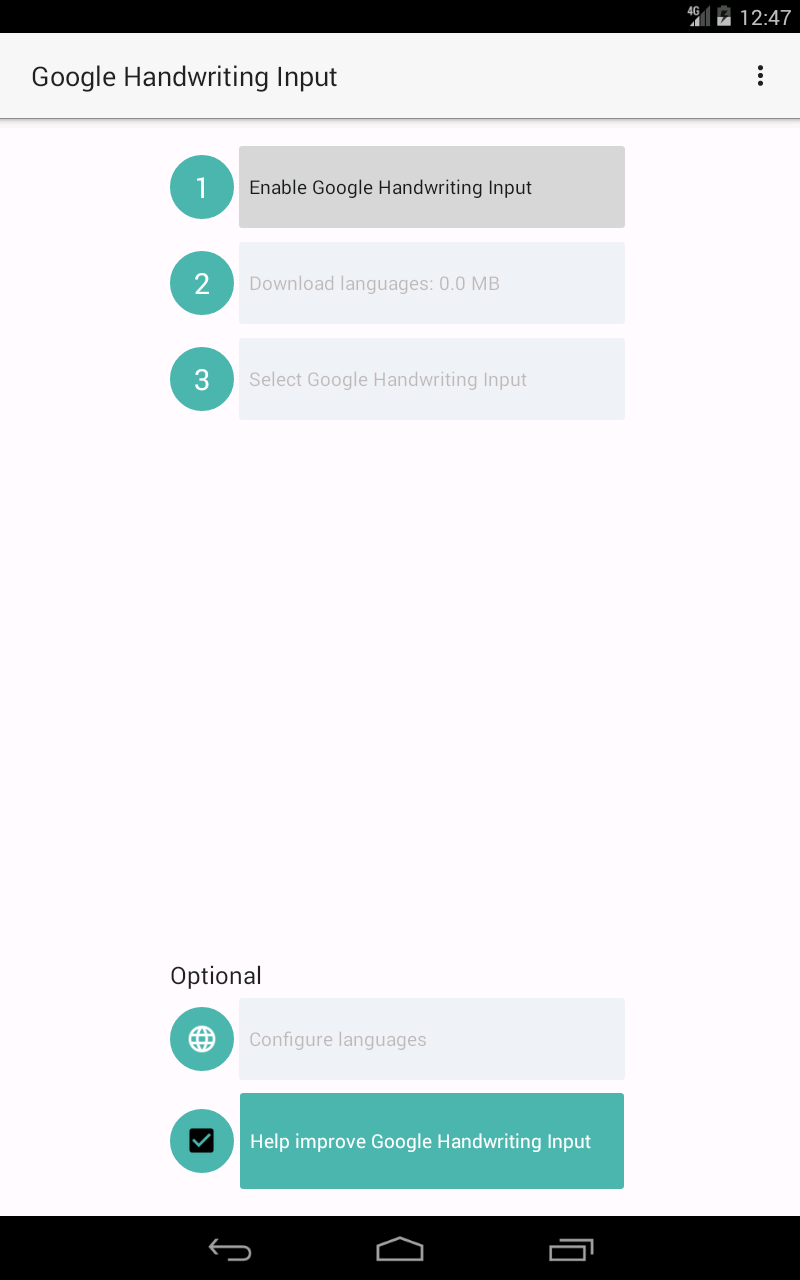 4G 12:47
Google Handwriting Input
1 Enable Google Handwriting Input
2 Download languages: 0.0 MB
3 Select Google Handwriting Input
Optional
Configure languages
Help improve Google Handwriting Input